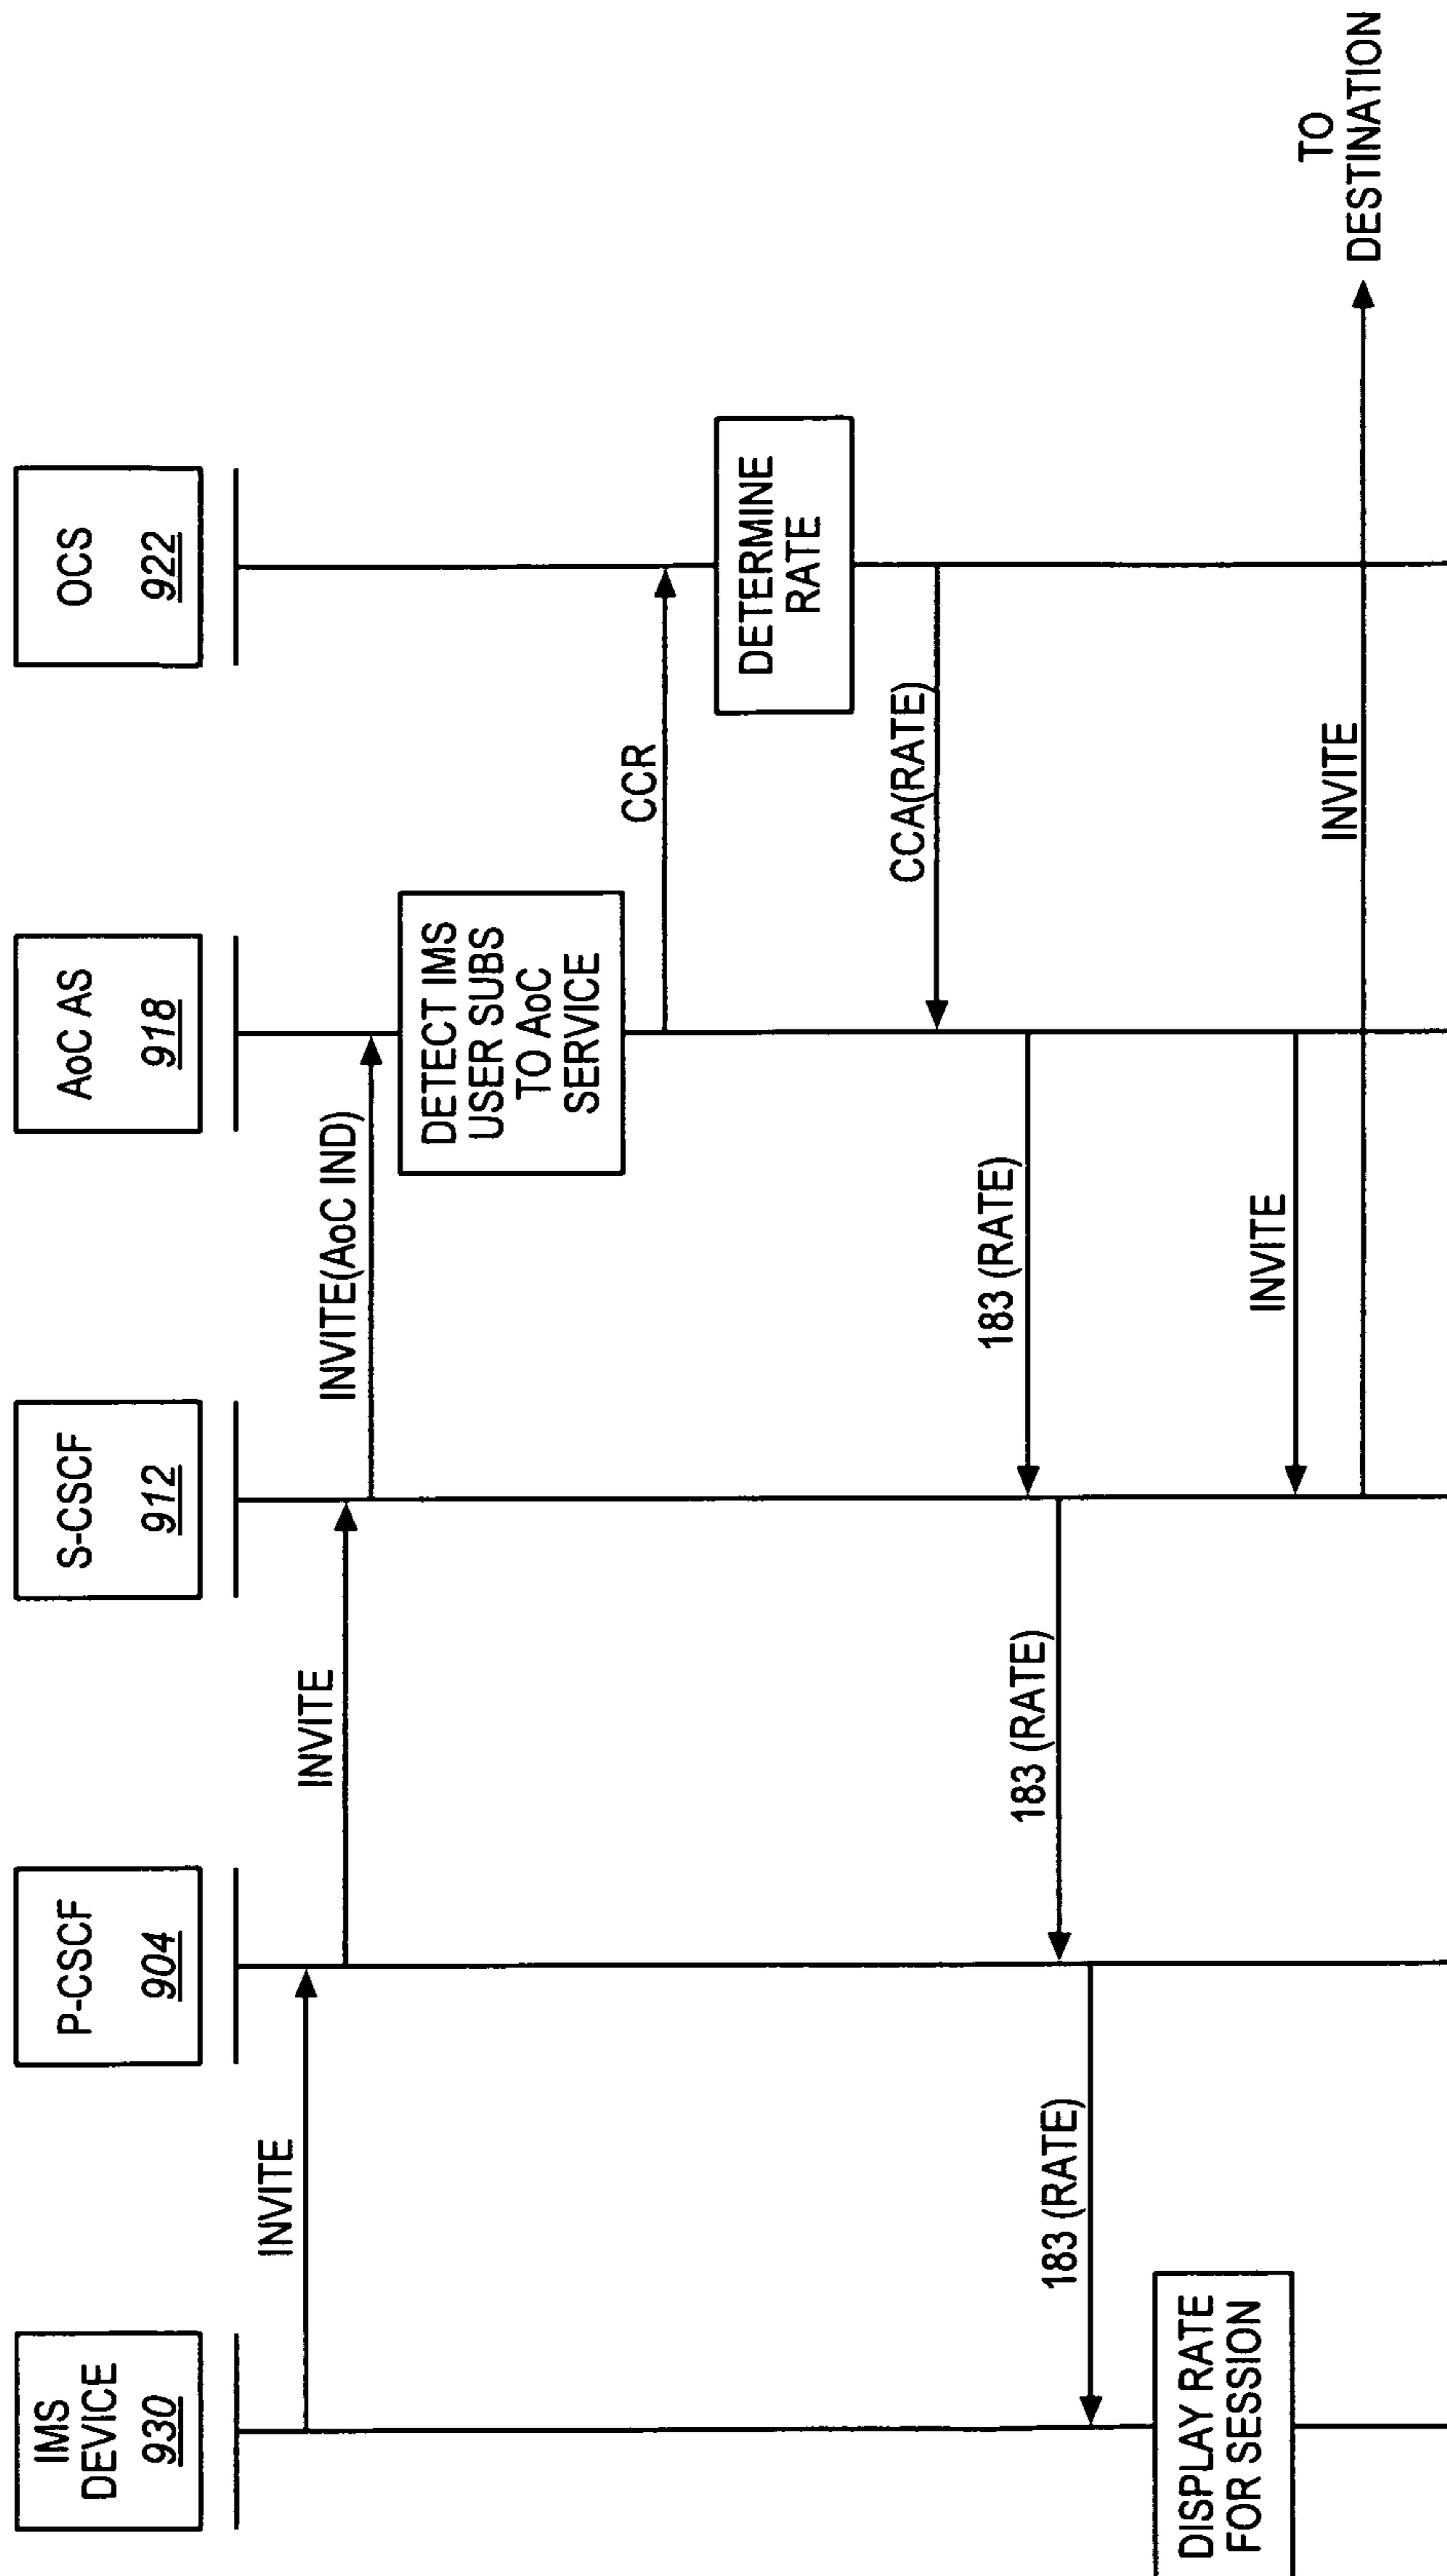 IMS
DEVICE
930
P-CSCF
904
S-CSCF
912
AoC AS
918
OCS
922
INVITE
INVITE
INVITE(AoC IND)
DETECT IMS
USER SUBS
TO AoC
SERVICE
CCR
DETERMINE
RATE
CCA(RATE)
183 (RATE)
183 (RATE)
183 (RATE)
DISPLAY RATE
FOR SESSION
INVITE
INVITE
TO
DESTINATION